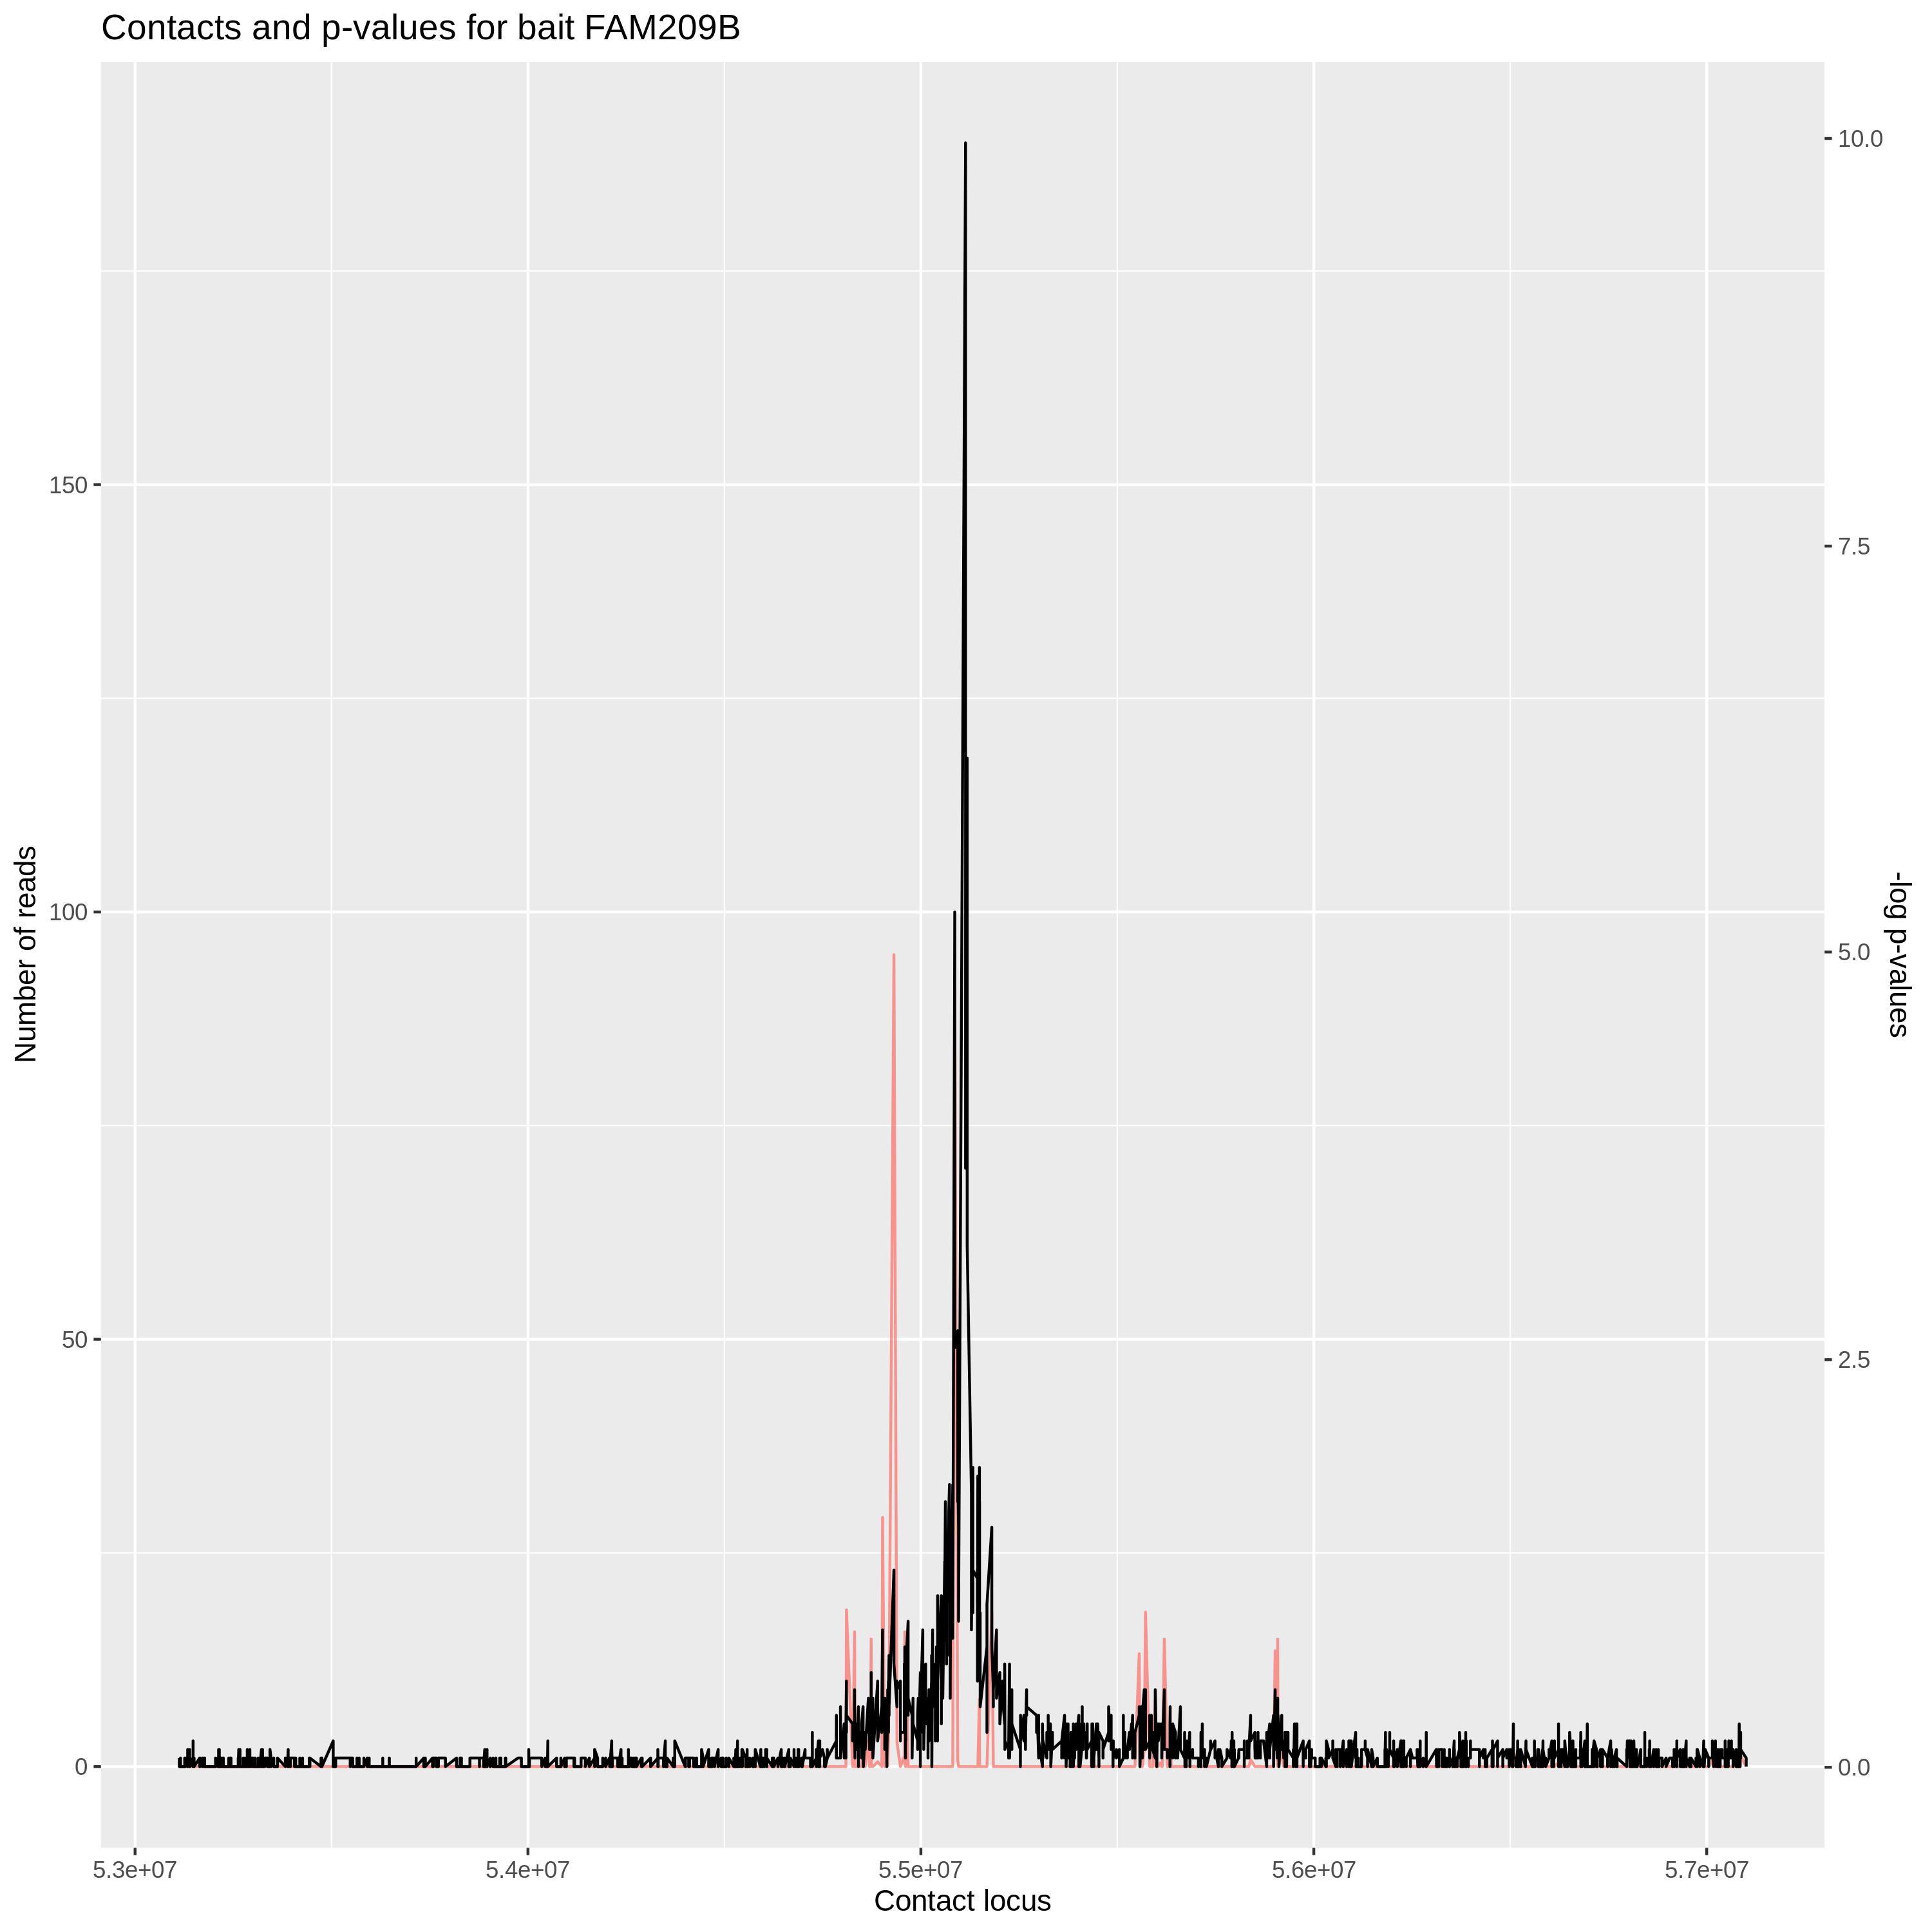 Contacts and p-values for bait FAM209B
Number of reads
150
100
50
0
10.0
7.5
5.0
2.5
0.0
-log p-values
5.3e+07
5.4e+07
5.5e+07
5.6e+07
5.7e+07
Contact locus